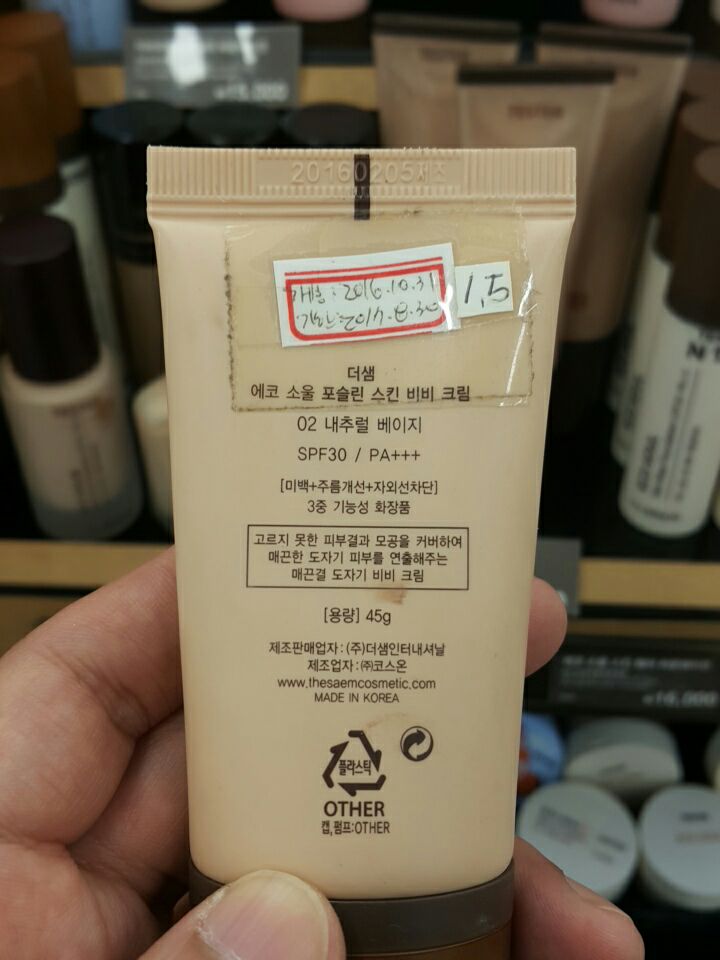 20160205제조
개봉: 2016.10.31
기한: 2017.8.30
1.5
더샘
에코 소울 포슬린 스킨 비비 크림
02 내추럴 베이지
SPF30 / PA+++
[미백+주름개선+자외선차단]
3중 기능성 화장품
고르지 못한 피부결과 모공을 커버하여
매끈한 도자기 피부를 연출해주는
매끈결 도자기 비비 크림
[용량] 45g
제조판매업자 : (주)더샘인터내셔날
제조업자 : ㈜코스온
www.thesaemcosmetic.com
MADE IN KOREA
플라스틱
OTHER
캡,펌프:OTHER